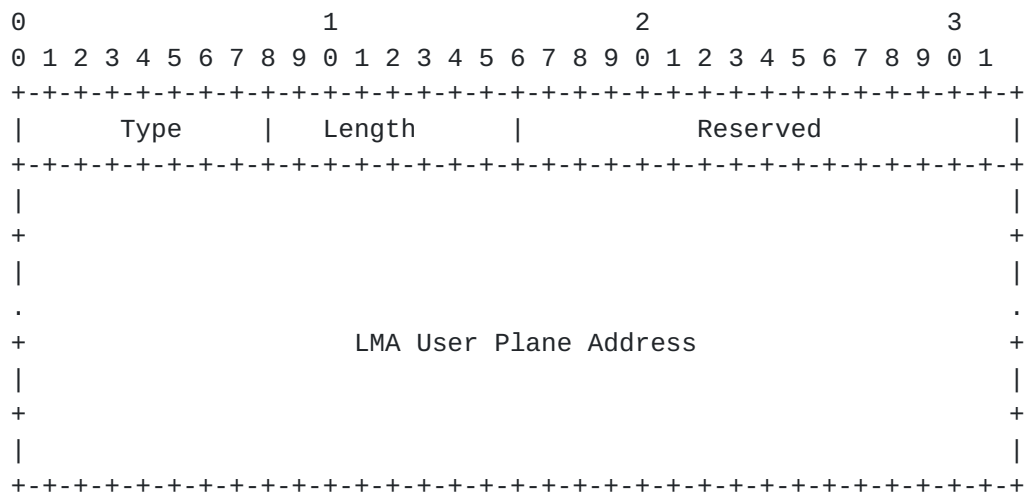 0                   1                   2                   3
0 1 2 3 4 5 6 7 8 9 0 1 2 3 4 5 6 7 8 9 0 1 2 3 4 5 6 7 8 9 0 1
+-+-+-+-+-+-+-+-+-+-+-+-+-+-+-+-+-+-+-+-+-+-+-+-+-+-+-+-+-+-+-+-+
|      Type     |   Length      |           Reserved            |
+-+-+-+-+-+-+-+-+-+-+-+-+-+-+-+-+-+-+-+-+-+-+-+-+-+-+-+-+-+-+-+-+
|                                                               |
+                                                               +
|                                                               |
.                                                               .
+                     LMA User Plane Address                    +
|                                                               |
+                                                               +
|                                                               |
+-+-+-+-+-+-+-+-+-+-+-+-+-+-+-+-+-+-+-+-+-+-+-+-+-+-+-+-+-+-+-+-+